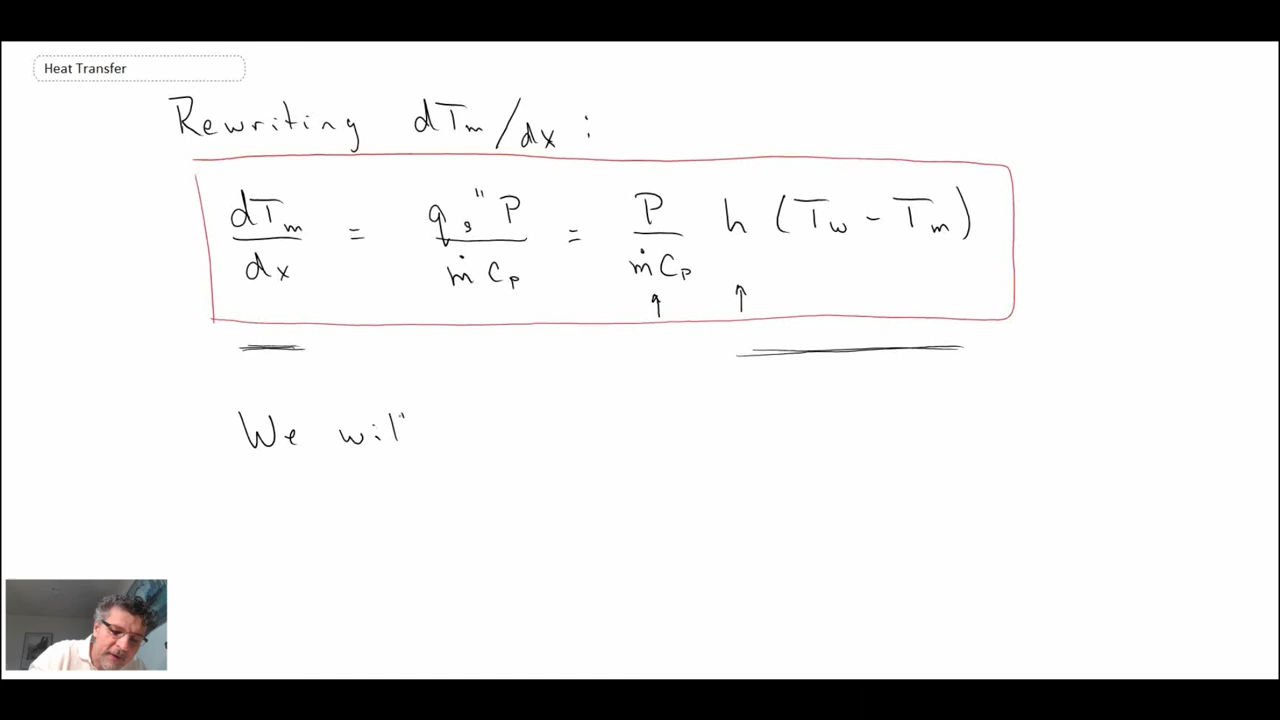 Heat Transfer
Rewriting dTm/dx :
dTm/dx = qs" P / ṁ Cp = P / ṁ Cp h (Tw - Tm)
We wil